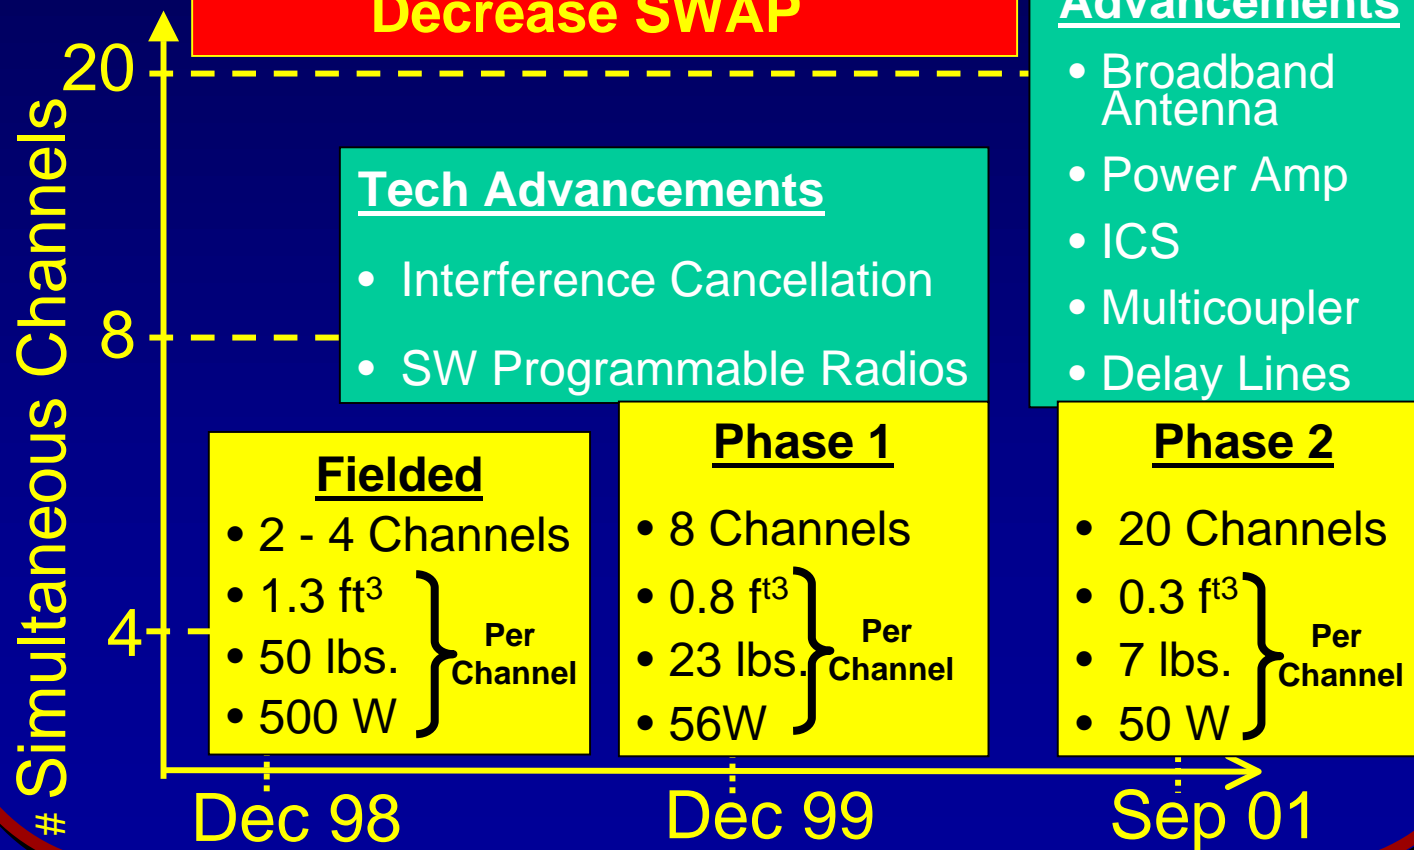 Decrease SWAP
Advancements
• Broadband
Antenna
• Power Amp
• ICS
• Multicoupler
• Delay Lines
Tech Advancements
• Interference Cancellation
• SW Programmable Radios
# Simultaneous Channels
20
8
4
Fielded
• 2 - 4 Channels
• 1.3 ft³
• 50 lbs.
• 500 W
Per
Channel
Phase 1
• 8 Channels
• 0.8 fᵗ³
• 23 lbs.
• 56W
Per
Channel
Phase 2
• 20 Channels
• 0.3 fᵗ³
• 7 lbs.
• 50 W
Per
Channel
Dec 98
Dec 99
Sep 01